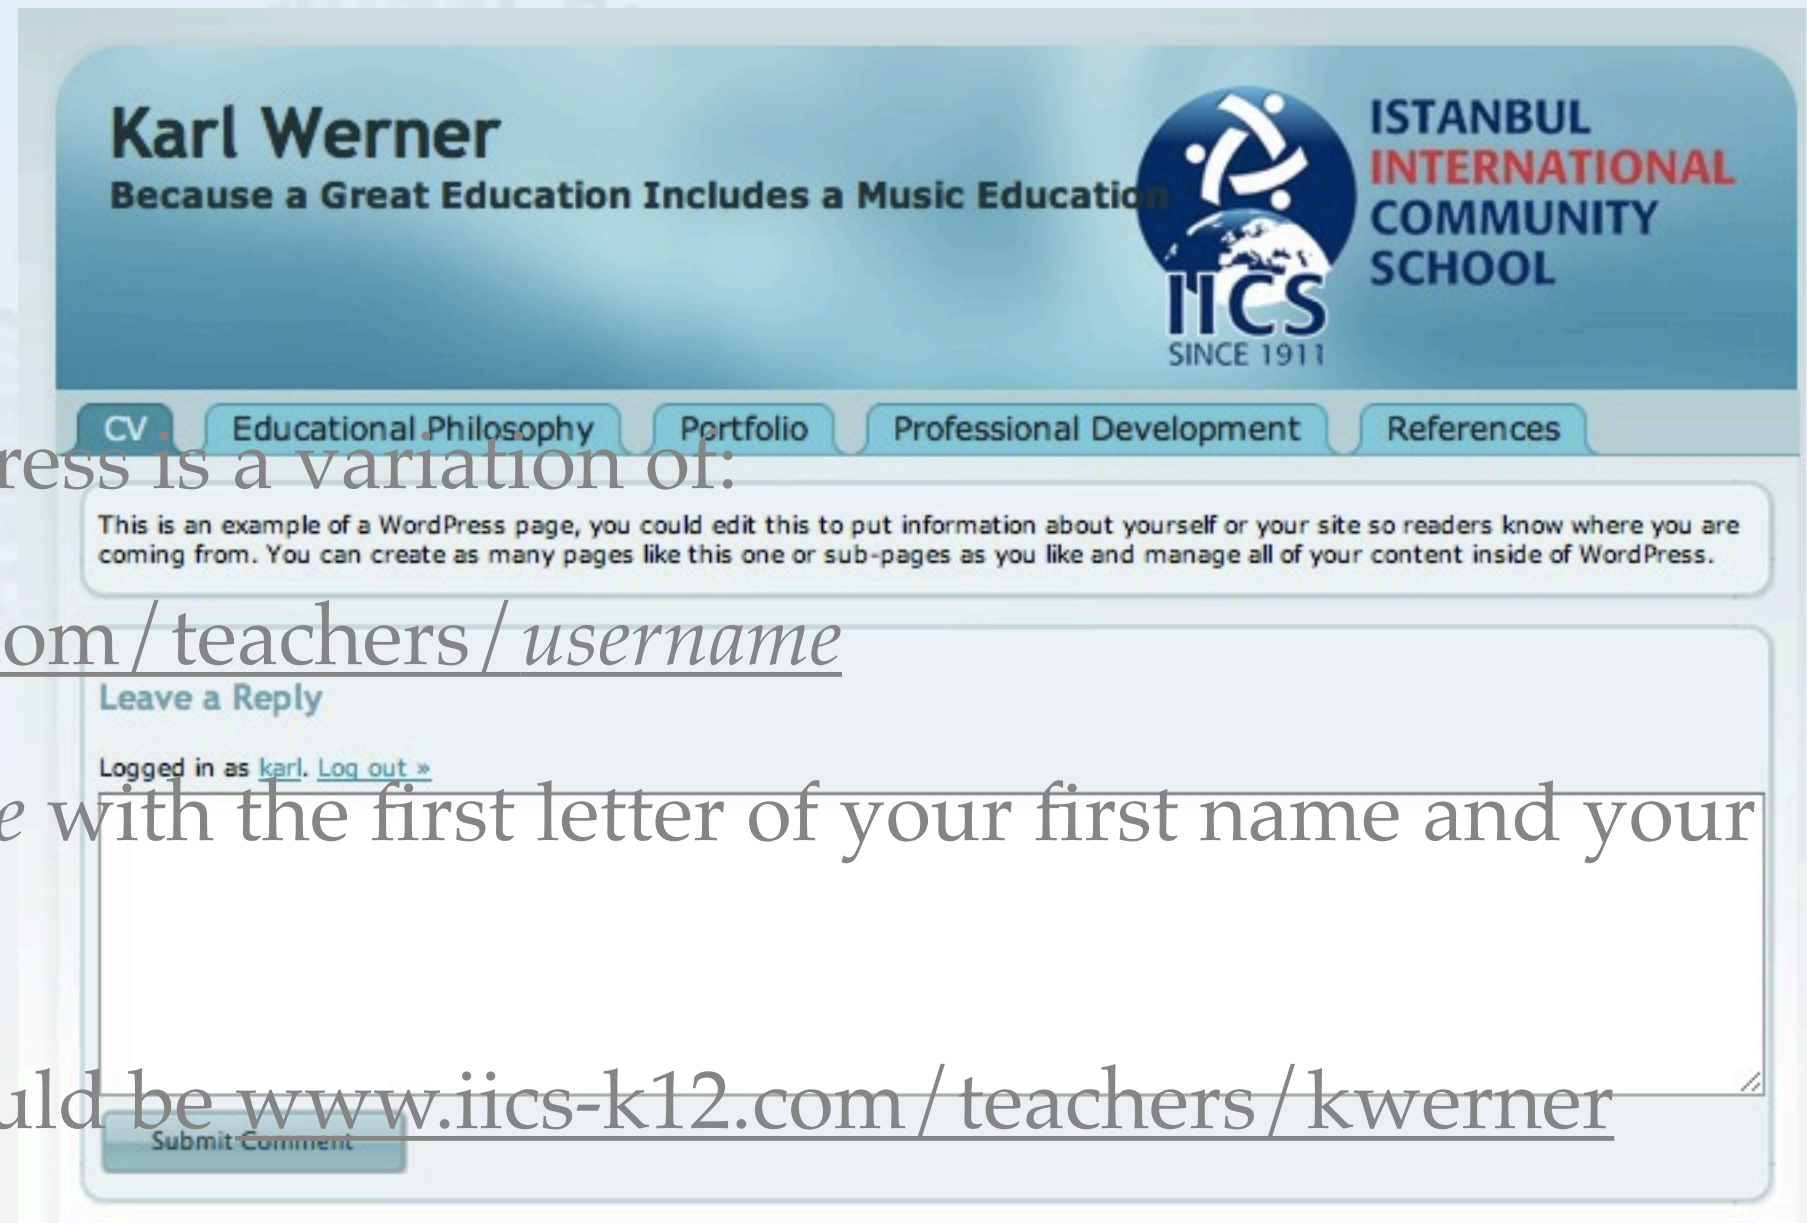 Karl Werner
Because a Great Education Includes a Music Education
ISTANBUL
INTERNATIONAL
COMMUNITY
SCHOOL
IICS
SINCE 1911
CV Educational Philosophy Portfolio Professional Development References
ress is a variation of:
This is an example of a WordPress page, you could edit this to put information about yourself or your site so readers know where you are
coming from. You can create as many pages like this one or sub-pages as you like and manage all of your content inside of WordPress.
om/teachers/username
Leave a Reply
Logged in as karl. Log out »
e with the first letter of your first name and your
uld be www.iics-k12.com/teachers/kwerner
Submit Comment